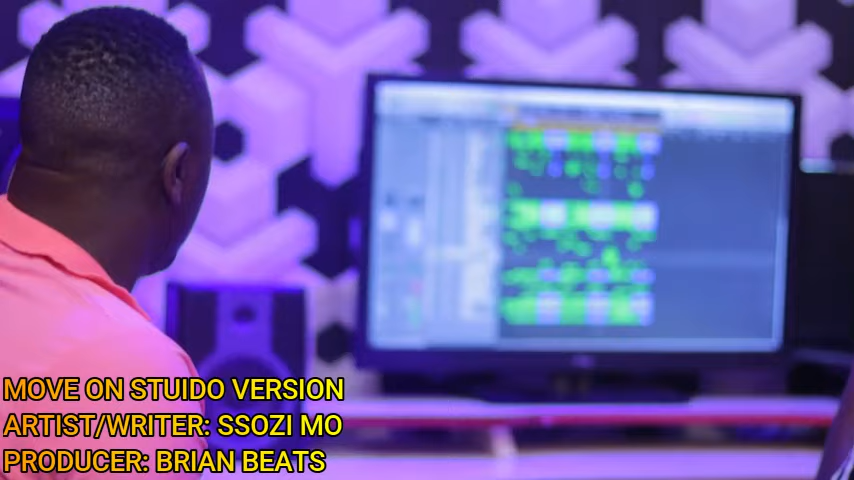 MOVE ON STUIDO VERSION
ARTIST/WRITER: SSOZI MO
PRODUCER: BRIAN BEATS